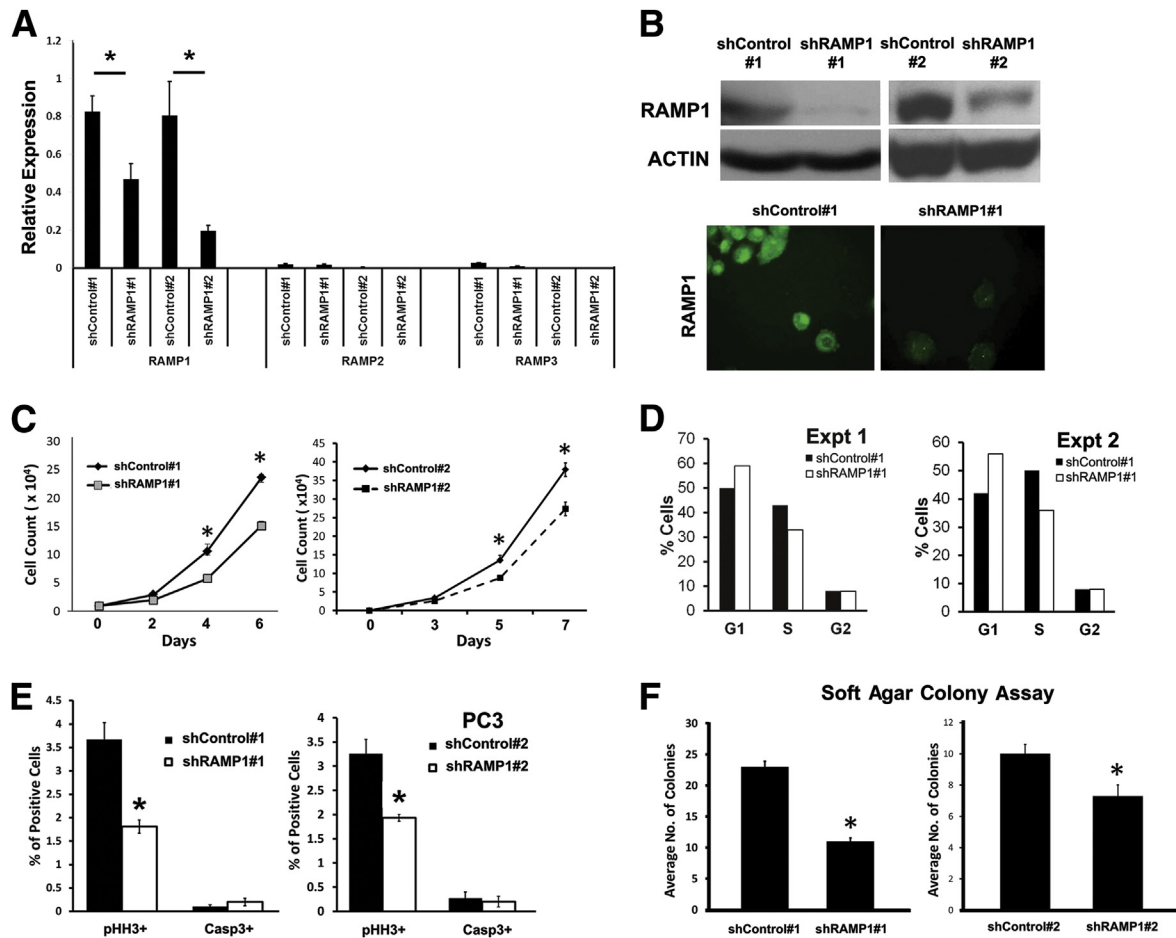 A
Relative Expression
1.2
1
0.8
0.6
0.4
0.2
0
*
*
shControl#1
shRAMP1#1
shControl#2
shRAMP1#2
shControl#1
shRAMP1#1
shControl#2
shRAMP1#2
shControl#1
shRAMP1#1
shControl#2
shRAMP1#2
RAMP1
RAMP2
RAMP3
B
shControl #1
shRAMP1 #1
shControl #2
shRAMP1 #2
RAMP1
ACTIN
shControl#1
shRAMP1#1
RAMP1
C
Cell Count ( x 10⁴)
30
25
20
15
10
5
0
shControl#1
shRAMP1#1
*
*
0 2 4 6
Days
Cell Count ( x10⁴)
45
40
35
30
25
20
15
10
5
0
shControl#2
shRAMP1#2
*
*
0 3 5 7
Days
D
Expt 1
shControl#1
shRAMP1#1
% Cells
70
60
50
40
30
20
10
0
G1 S G2
Expt 2
shControl#1
shRAMP1#1
% Cells
60
50
40
30
20
10
0
G1 S G2
E
% of Positive Cells
4.5
4
3.5
3
2.5
2
1.5
1
0.5
0
shControl#1
shRAMP1#1
*
pHH3+ Casp3+
PC3
% of Positive Cells
4
3.5
3
2.5
2
1.5
1
0.5
0
shControl#2
shRAMP1#2
*
pHH3+ Casp3+
F
Soft Agar Colony Assay
Average No. of Colonies
30
25
20
15
10
5
0
*
shControl#1 shRAMP1#1
Average No. of Colonies
12
10
8
6
4
2
0
*
shControl#2 shRAMP1#2